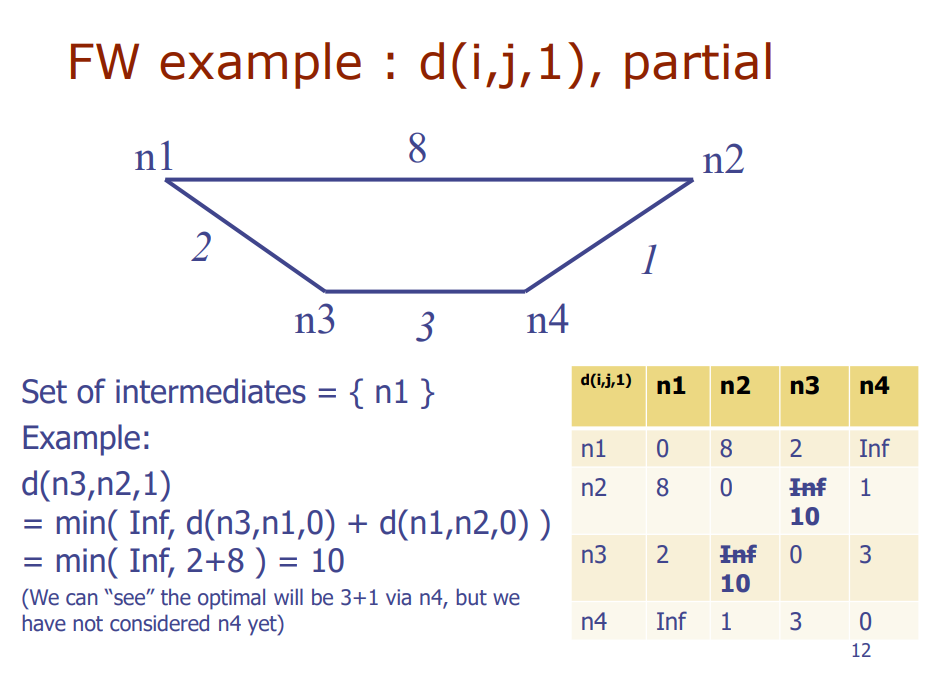 FW example : d(i,j,1), partial
n1
8
n2
2
1
n3
3
n4
Set of intermediates = { n1 }
Example:
d(n3,n2,1)
= min( Inf, d(n3,n1,0) + d(n1,n2,0) )
= min( Inf, 2+8 ) = 10
(We can “see” the optimal will be 3+1 via n4, but we
have not considered n4 yet)
d(i,j,1) n1 n2 n3 n4
n1 0 8 2 Inf
n2 8 0 Inf 1
10
n3 2 Inf 0 3
10
n4 Inf 1 3 0
12